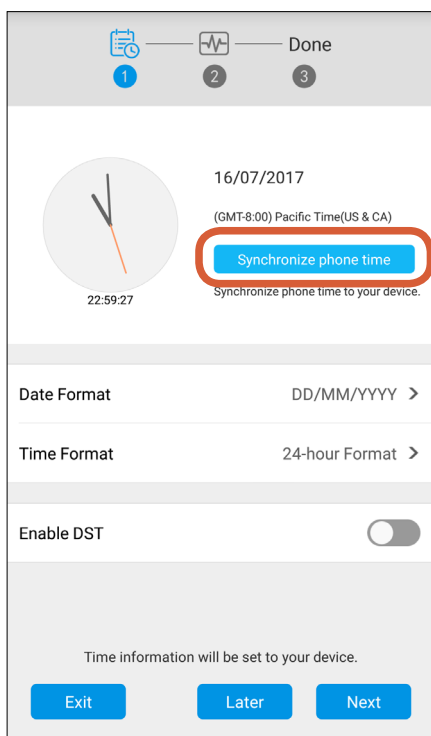 Done
1 2 3
16/07/2017
(GMT-8:00) Pacific Time(US & CA)
Synchronize phone time
Synchronize phone time to your device.
22:59:27
Date Format DD/MM/YYYY >
Time Format 24-hour Format >
Enable DST
Time information will be set to your device.
Exit Later Next